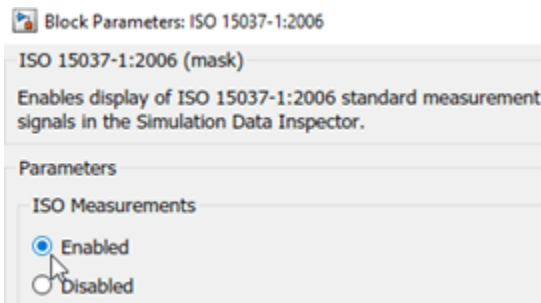 Block Parameters: ISO 15037-1:2006
ISO 15037-1:2006 (mask)
Enables display of ISO 15037-1:2006 standard measurement
signals in the Simulation Data Inspector.
Parameters
ISO Measurements
Enabled
Disabled